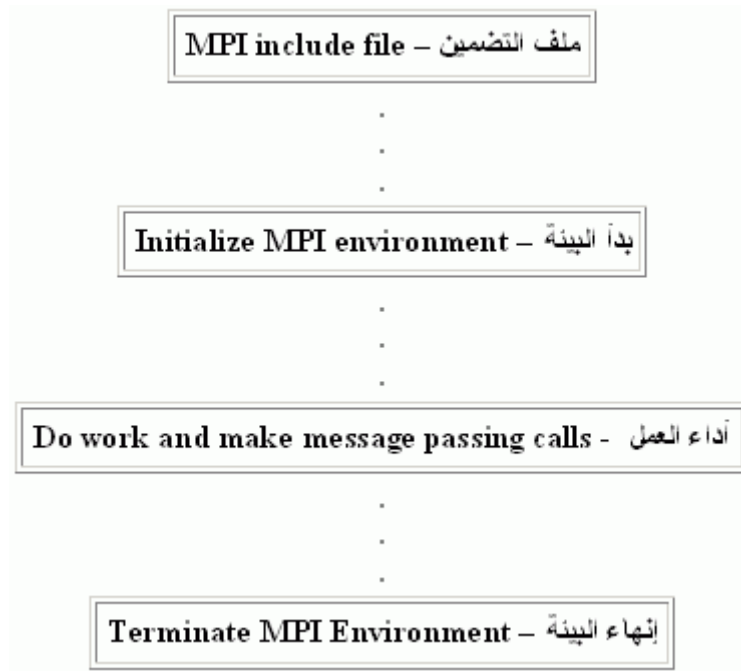 MPI include file – ملف التضمين
Initialize MPI environment – بدأ البيئة
Do work and make message passing calls - أداء العمل
Terminate MPI Environment – إنهاء البيئة